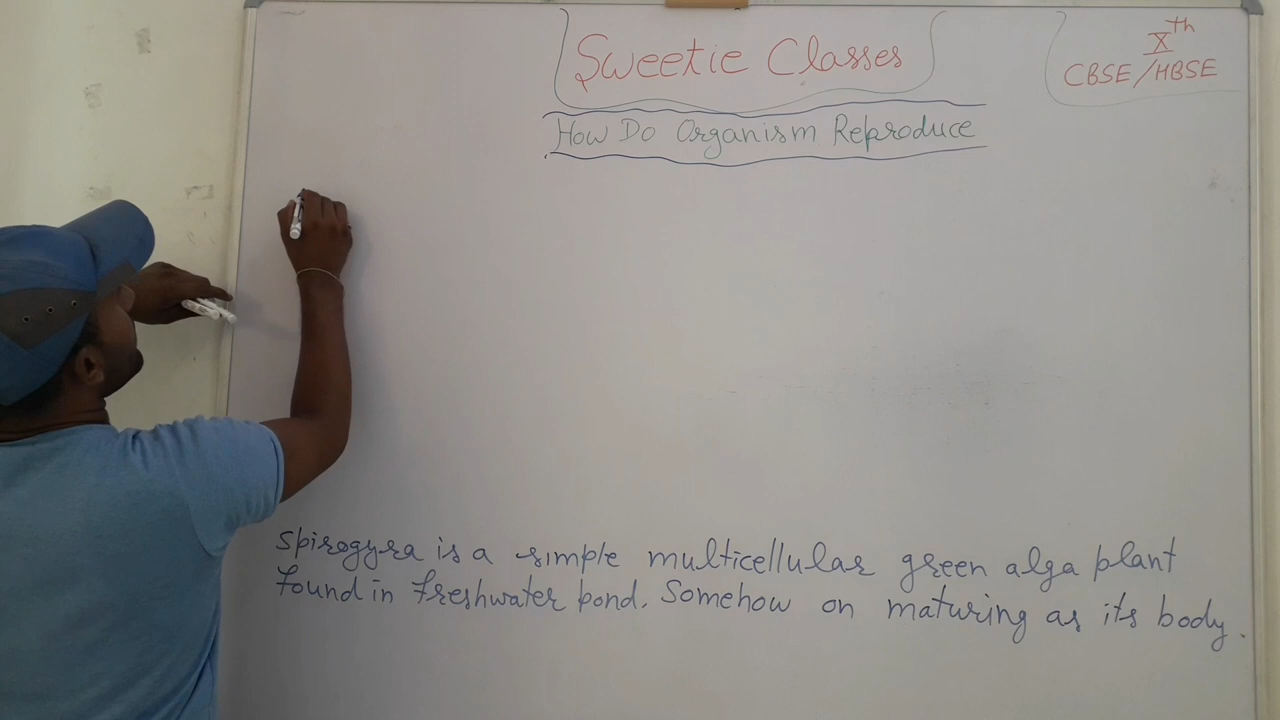 Sweetie Classes
Xth
CBSE/HBSE
How Do Organism Reproduce
Spirogyra is a simple multicellular green alga plant
found in freshwater pond. Somehow on maturing as its body.